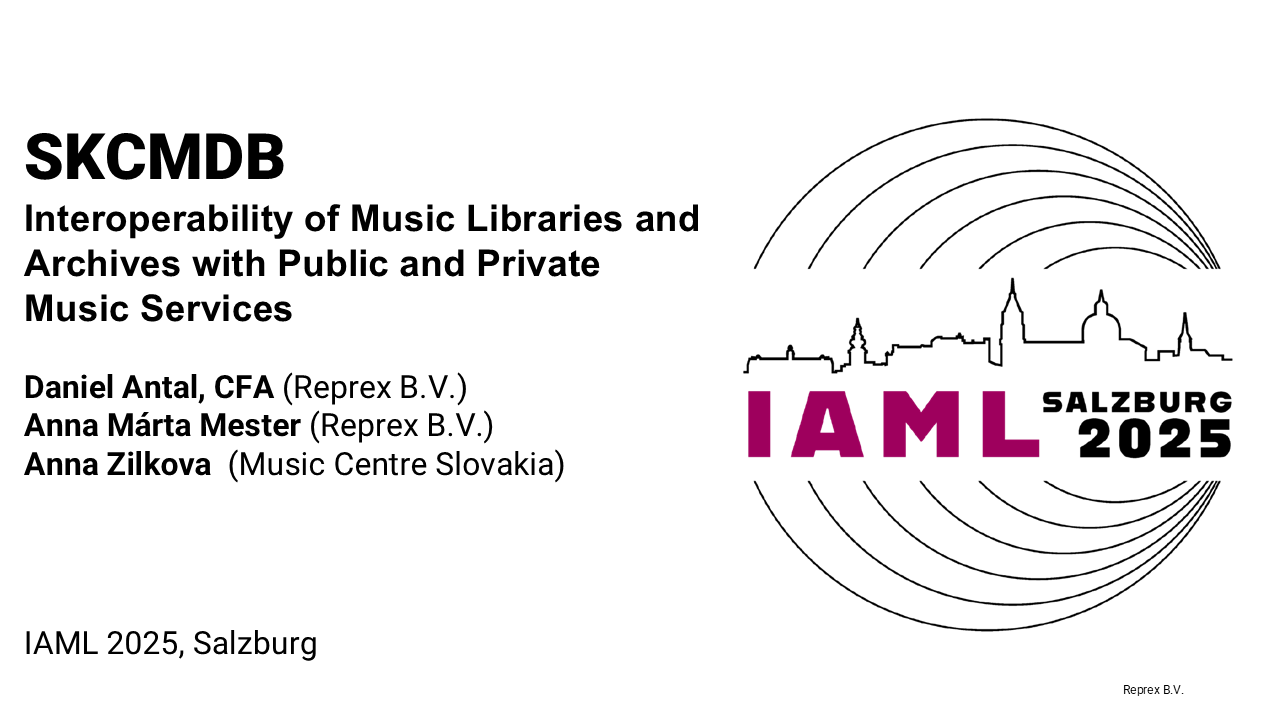 SKCMDB
Interoperability of Music Libraries and
Archives with Public and Private
Music Services
Daniel Antal, CFA (Reprex B.V.)
Anna Márta Mester (Reprex B.V.)
Anna Zilkova (Music Centre Slovakia)
IAML 2025, Salzburg
IAML SALZBURG
2025
Reprex B.V.